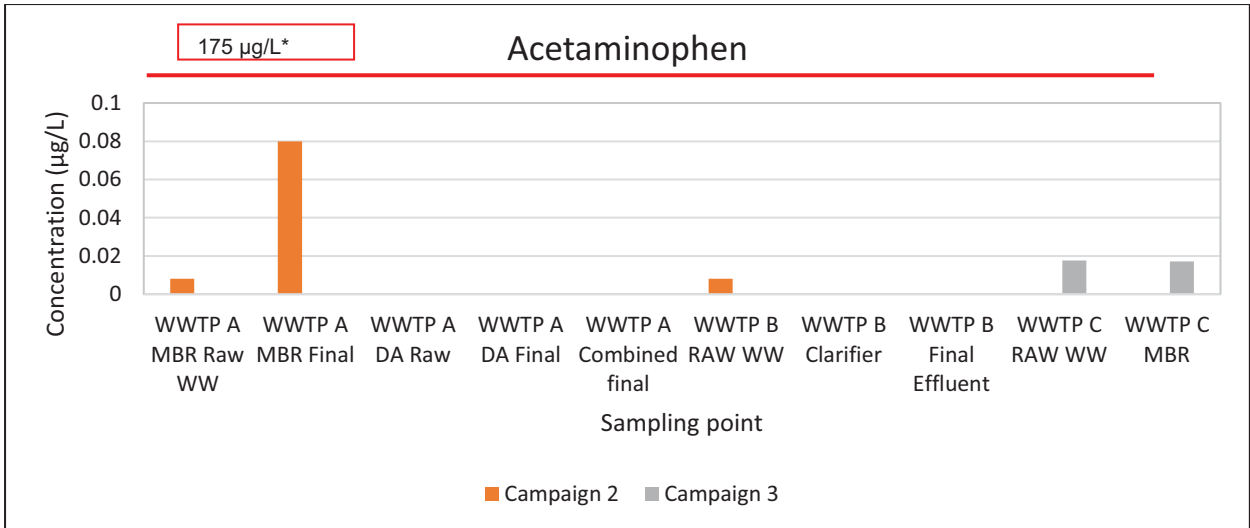 175 µg/L*
Acetaminophen
Concentration (µg/L)
0.1
0.08
0.06
0.04
0.02
0
WWTP A
MBR Raw
WW
WWTP A
MBR Final
WWTP A
DA Raw
WWTP A
DA Final
WWTP A
Combined
final
WWTP B
RAW WW
WWTP B
Clarifier
WWTP B
Final
Effluent
WWTP C
RAW WW
WWTP C
MBR
Sampling point
Campaign 2
Campaign 3